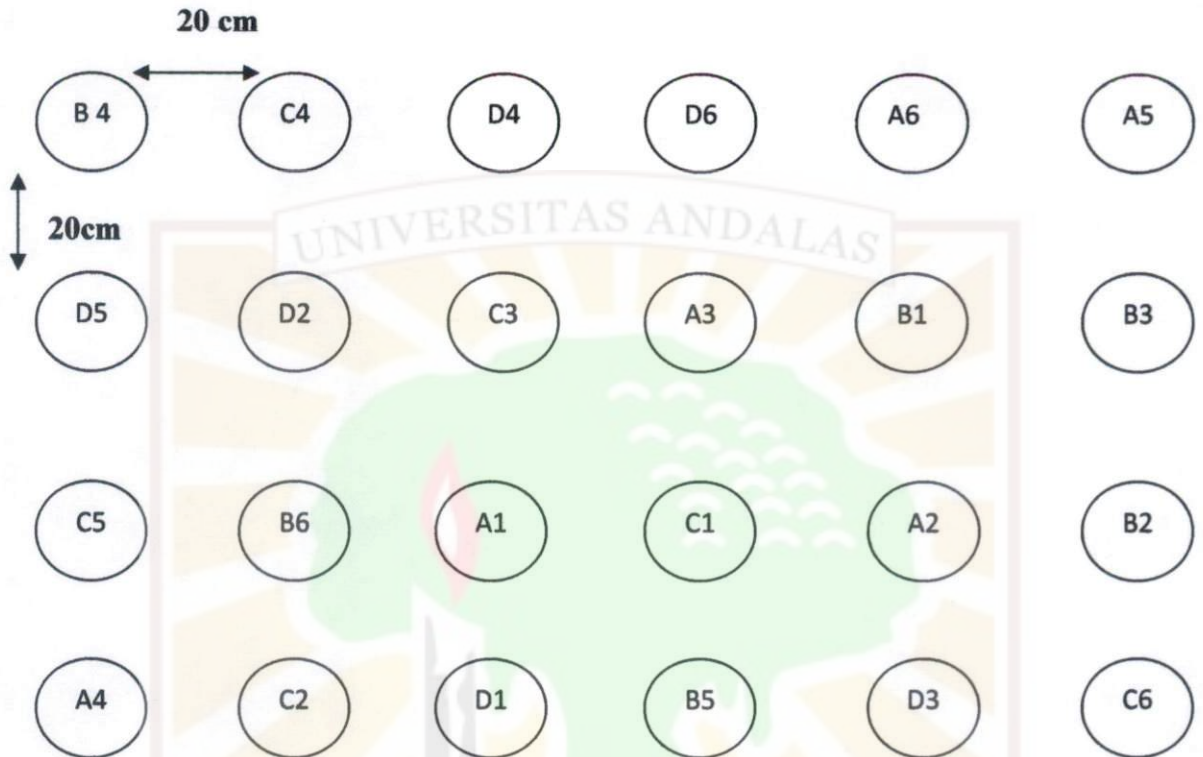 20 cm
B 4 C4 D4 D6 A6 A5
UNIVERSITAS ANDALAS
20cm
D5 D2 C3 A3 B1 B3
C5 B6 A1 C1 A2 B2
A4 C2 D1 B5 D3 C6